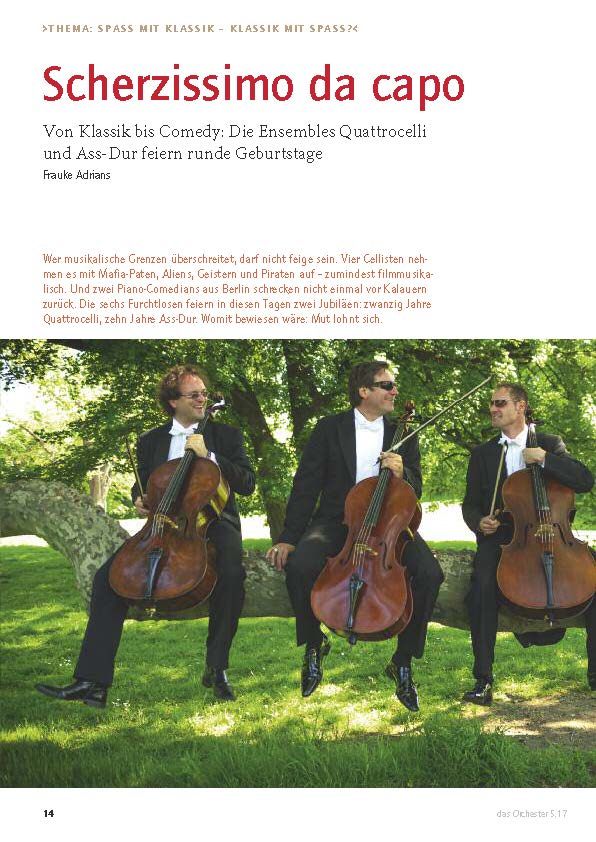 >THEMA: SPASS MIT KLASSIK – KLASSIK MIT SPASS?<
Scherzissimo da capo
Von Klassik bis Comedy: Die Ensembles Quattrocelli
und Ass-Dur feiern runde Geburtstage
Frauke Adrians
Wer musikalische Grenzen überschreitet, darf nicht feige sein. Vier Cellisten neh-
men es mit Mafia-Paten, Aliens, Geistern und Piraten auf – zumindest filmmusika-
lisch. Und zwei Piano-Comedians aus Berlin schrecken nicht einmal vor Kalauern
zurück. Die sechs Furchtlosen feiern in diesen Tagen zwei Jubiläen: zwanzig Jahre
Quattrocelli, zehn Jahre Ass-Dur. Womit bewiesen wäre: Mut lohnt sich.
14
das Orchester 5.17